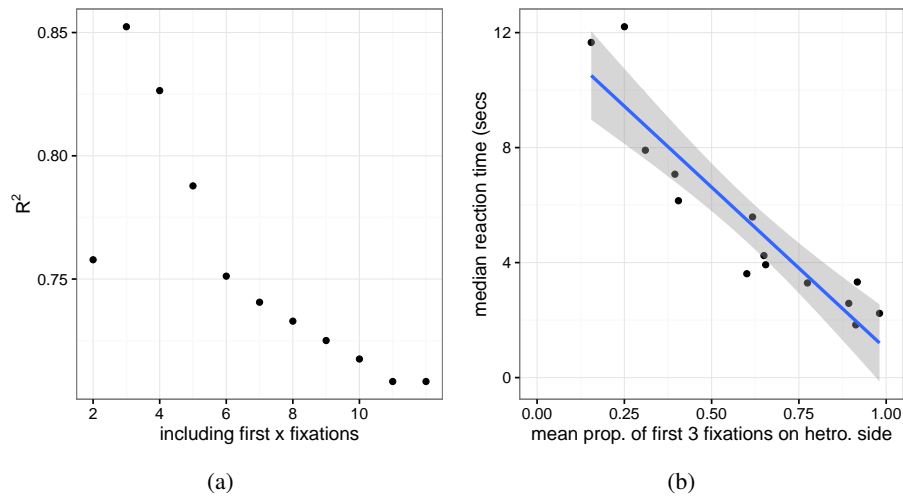 0.85
0.80
0.75
R²
2 4 6 8 10
including first x fixations
(a)
12
8
4
0
median reaction time (secs
0.00 0.25 0.50 0.75 1.00
mean prop. of first 3 fixations on hetro. side
(b)